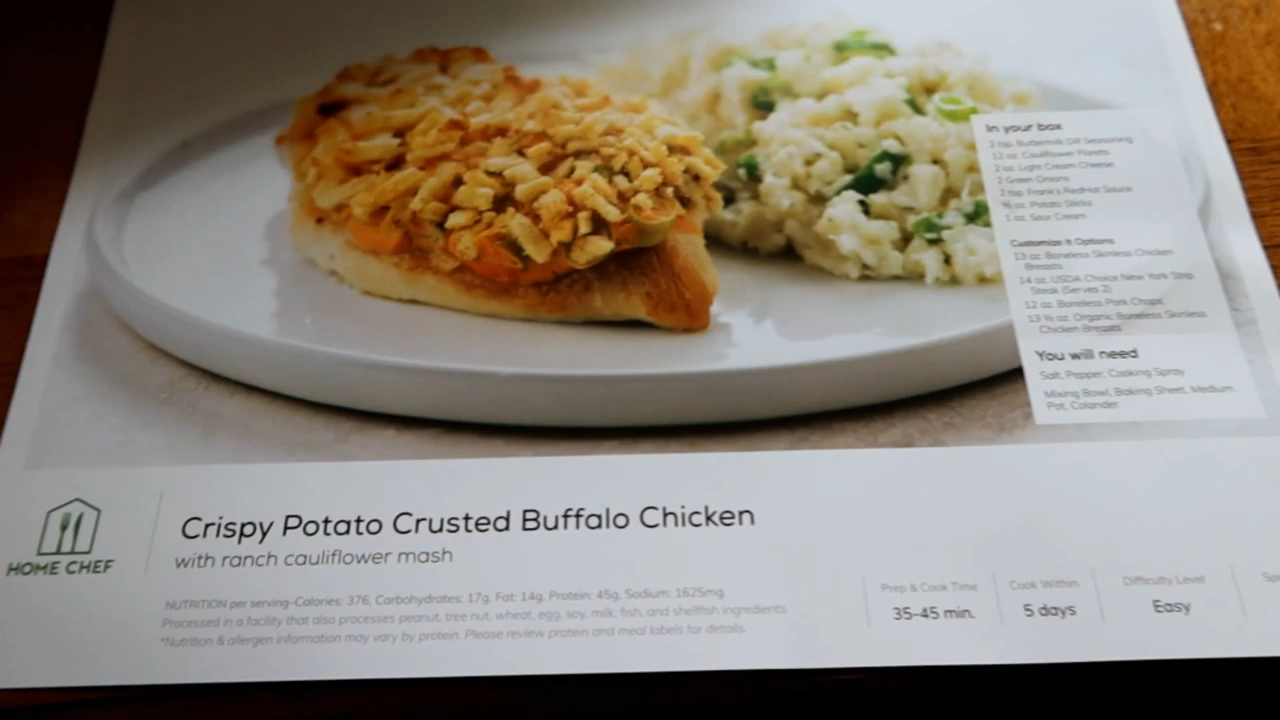 In your box
2 tsp. Buttermilk Dill Seasoning
12 oz. Cauliflower Florets
2 oz. Light Cream Cheese
2 Green Onions
2 tsp. Frank's RedHot Sauce
Potato Sticks
1 oz. Sour Cream
Customize It Options
13 oz. Boneless Skinless Chicken
Breasts
14 oz. USDA Choice New York Strip
Steak (Serves 2)
12 oz. Boneless Pork Chops
13 ½ oz. Organic Boneless Skinless
Chicken Breasts
You will need
Salt, Pepper, Cooking Spray
Mixing Bowl, Baking Sheet, Medium
Pot, Colander
HOME CHEF
Crispy Potato Crusted Buffalo Chicken
with ranch cauliflower mash
NUTRITION per serving–Calories: 376, Carbohydrates: 17g, Fat: 14g, Protein: 45g, Sodium: 1625mg.
Processed in a facility that also processes peanut, tree nut, wheat, egg, soy, milk, fish, and shellfish ingredients
*Nutrition & allergen information may vary by protein. Please review protein and meal labels for details.
Prep & Cook Time
35–45 min.
Cook Within
5 days
Difficulty Level
Easy